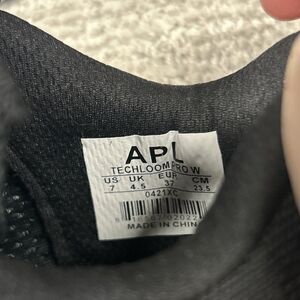 APL
TECHLOOM PRO W
US UK EUR CM
7 4.5 37 23.5
0421XC
MADE IN CHINA